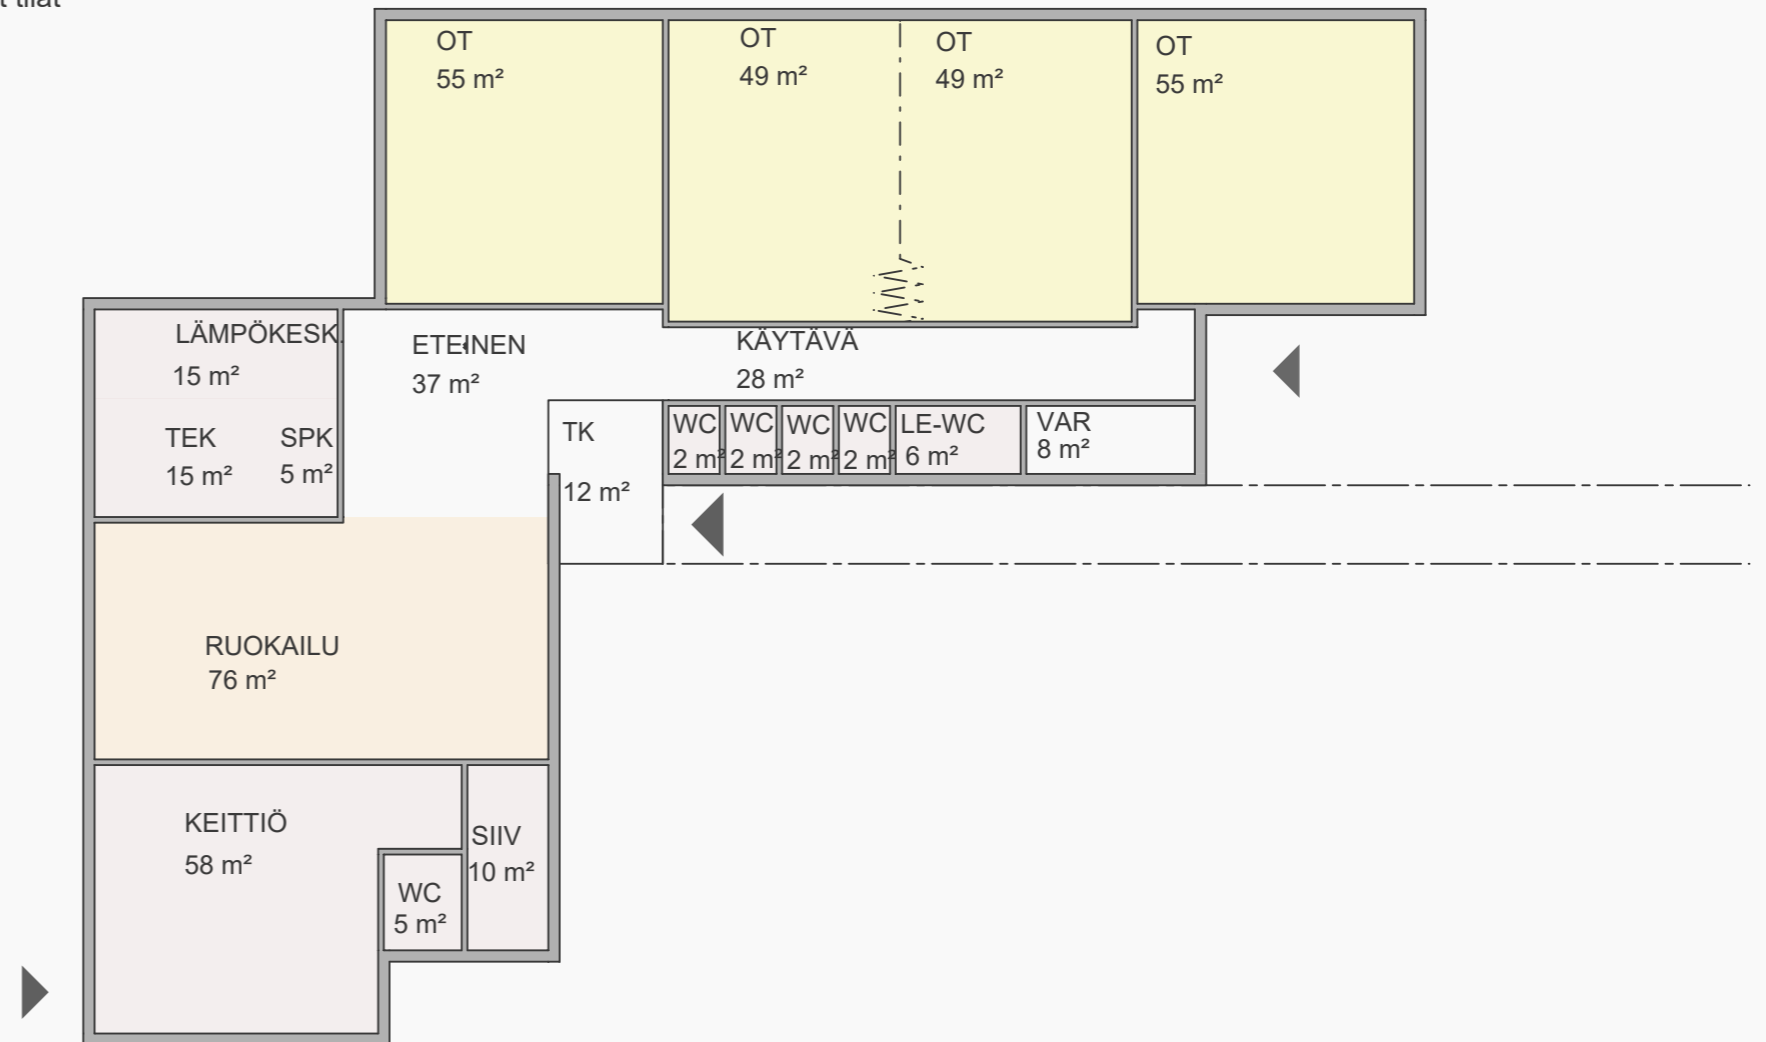 t tilat
OT
55 m²
OT
49 m²
OT
49 m²
OT
55 m²
LÄMPÖKESK.
15 m²
ETEINEN
37 m²
KÄYTÄVÄ
28 m²
TEK
15 m²
SPK
5 m²
TK
12 m²
WC
2 m²
WC
2 m²
WC
2 m²
WC
2 m²
LE-WC
6 m²
VAR
8 m²
RUOKAILU
76 m²
KEITTIÖ
58 m²
SIIV
10 m²
WC
5 m²